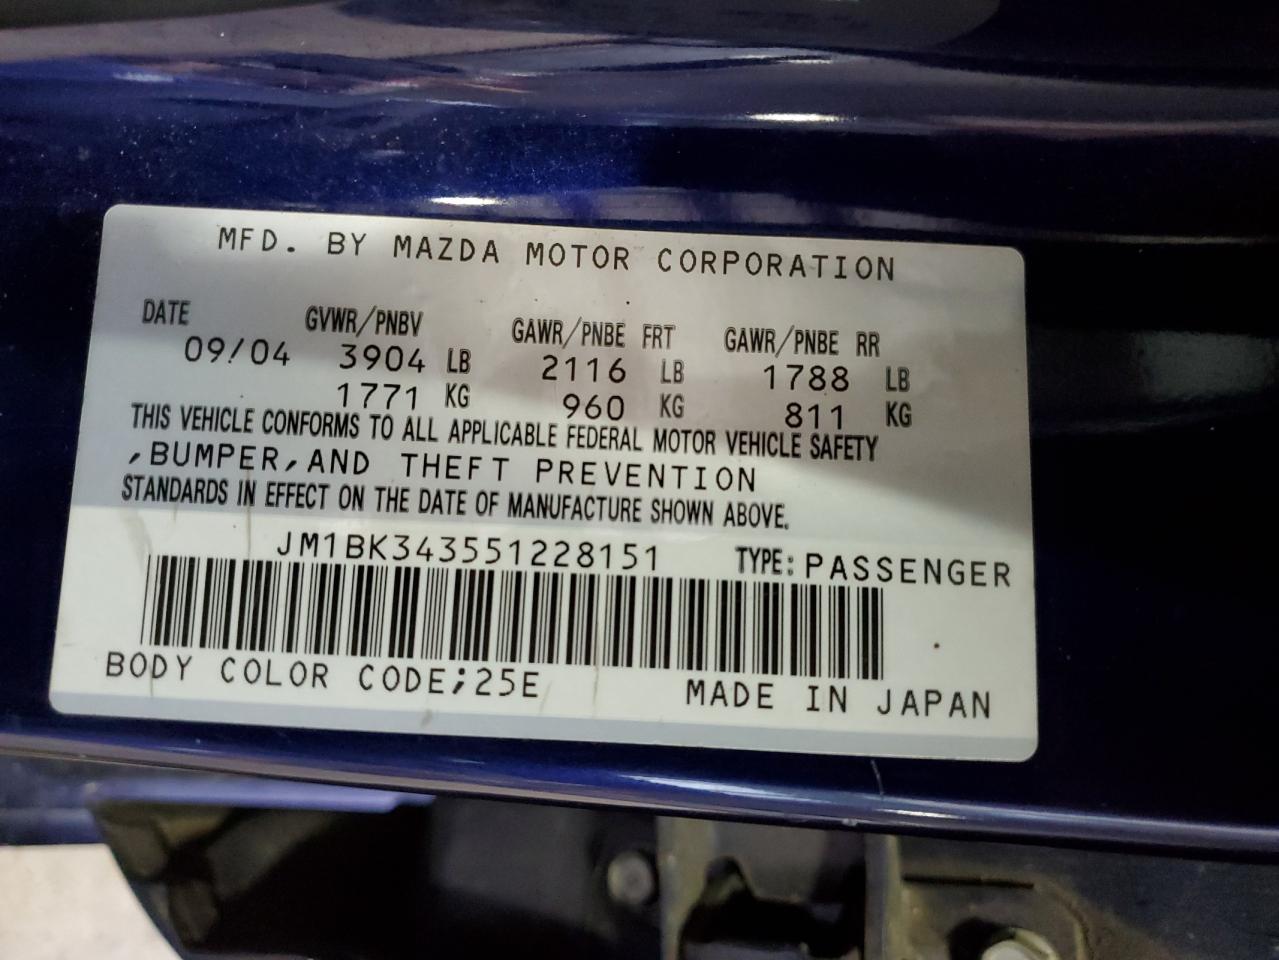 MFD. BY MAZDA MOTOR CORPORATION
DATE GVWR/PNBV GAWR/PNBE FRT GAWR/PNBE RR
09/04 3904 LB 2116 LB 1788 LB
1771 KG 960 KG 811 KG
THIS VEHICLE CONFORMS TO ALL APPLICABLE FEDERAL MOTOR VEHICLE SAFETY
,BUMPER,AND THEFT PREVENTION
STANDARDS IN EFFECT ON THE DATE OF MANUFACTURE SHOWN ABOVE.
JM1BK343551228151 TYPE: PASSENGER
BODY COLOR CODE;25E MADE IN JAPAN